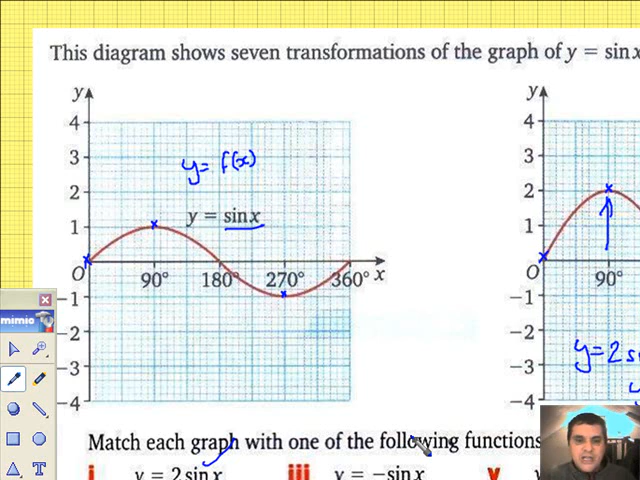 This diagram shows seven transformations of the graph of y = sin x
y
4
3
2
1
O
-1
-2
-3
-4
90° 180° 270° 360° x
y = f(x)
y = sin x
y
4
3
2
1
O
-1
-2
-3
-4
90°
y = 2 s
mimio
T
Match each graph with one of the following functions
i y = 2 sin x iii y = -sin x v